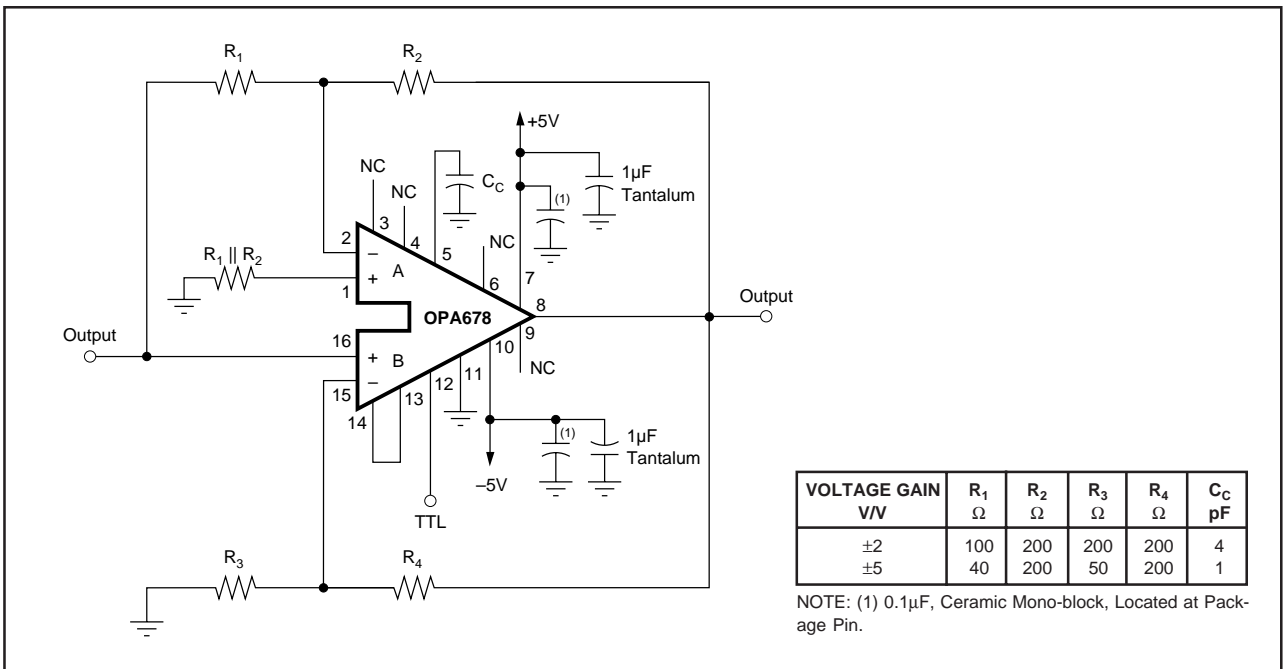 R1
R2
+5V
NC
NC
CC
1µF
Tantalum
(1)
NC
3
4
5
6
7
2
–
A
R1 || R2
+
1
8
Output
OPA678
9
Output
16
+
B
10
NC
–
15
11
12
13
14
(1)
1µF
Tantalum
–5V
TTL
R3
R4
VOLTAGE GAIN V/V R1 Ω R2 Ω R3 Ω R4 Ω CC pF
±2 100 200 200 200 4
±5 40 200 50 200 1
NOTE: (1) 0.1µF, Ceramic Mono-block, Located at Pack-
age Pin.